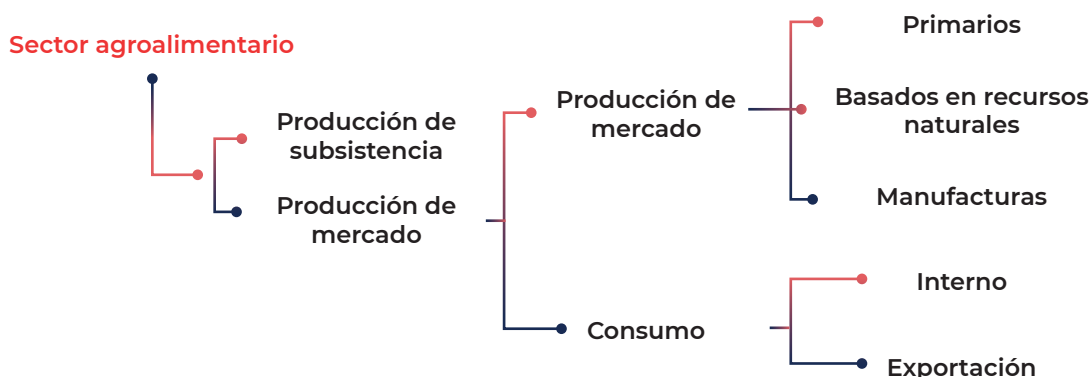 Sector agroalimentario
Producción de
subsistencia
Producción de
mercado
Producción de
mercado
Consumo
Primarios
Basados en recursos
naturales
Manufacturas
Interno
Exportación